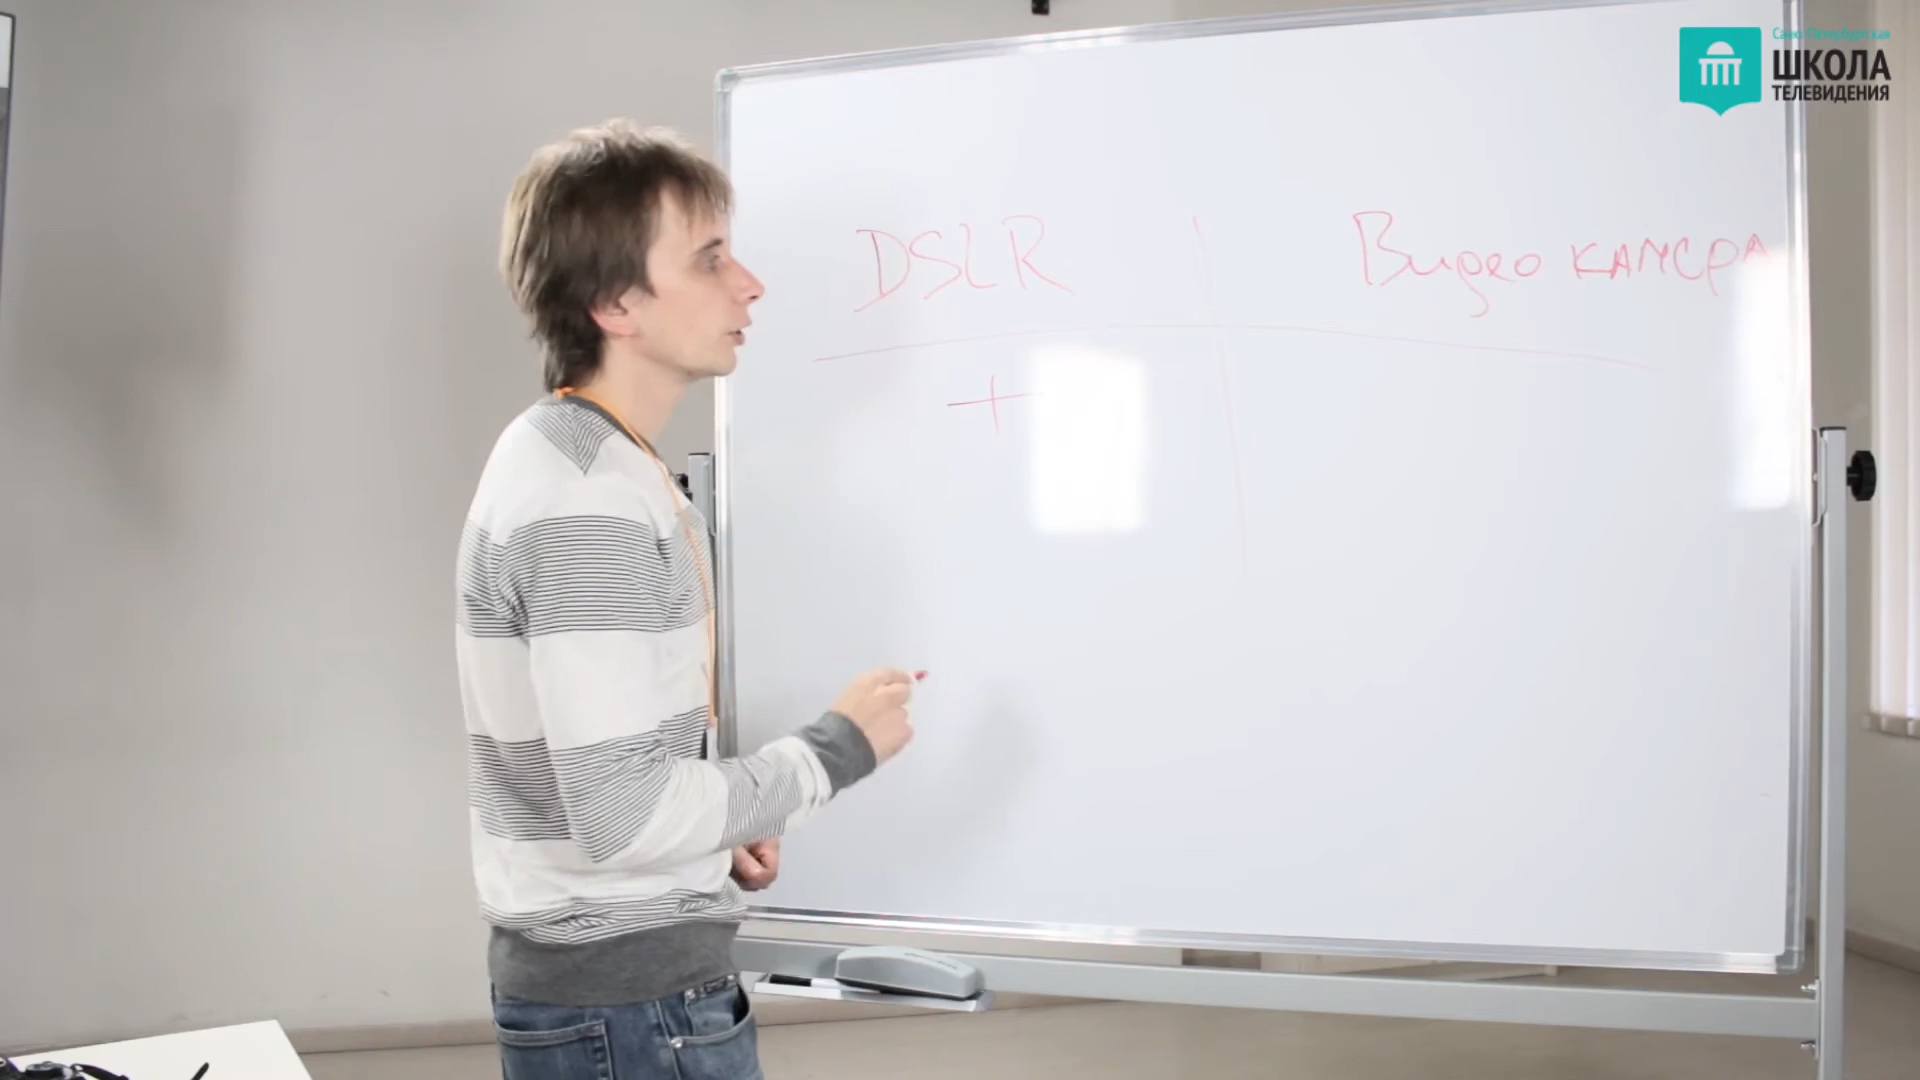 Санкт-Петербургская
ШКОЛА
ТЕЛЕВИДЕНИЯ
DSLR
Видео камера
+